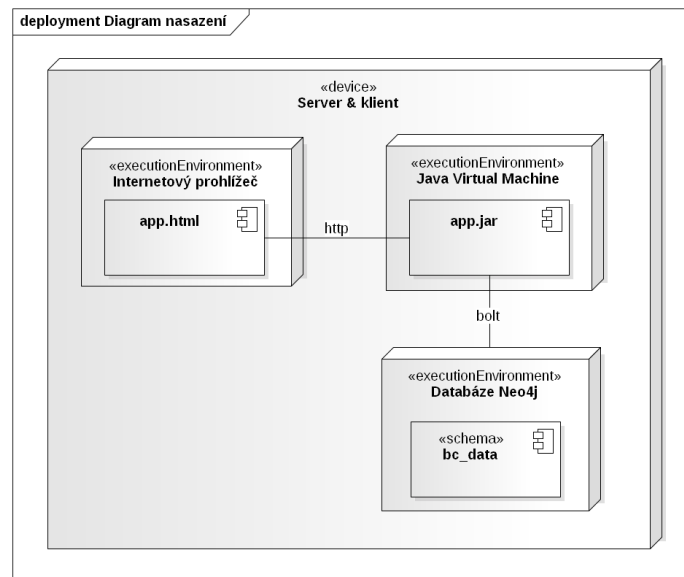 deployment Diagram nasazení
«device»
Server & klient
«executionEnvironment»
Internetový prohlížeč
app.html
http
«executionEnvironment»
Java Virtual Machine
app.jar
bolt
«executionEnvironment»
Databáze Neo4j
«schema»
bc_data